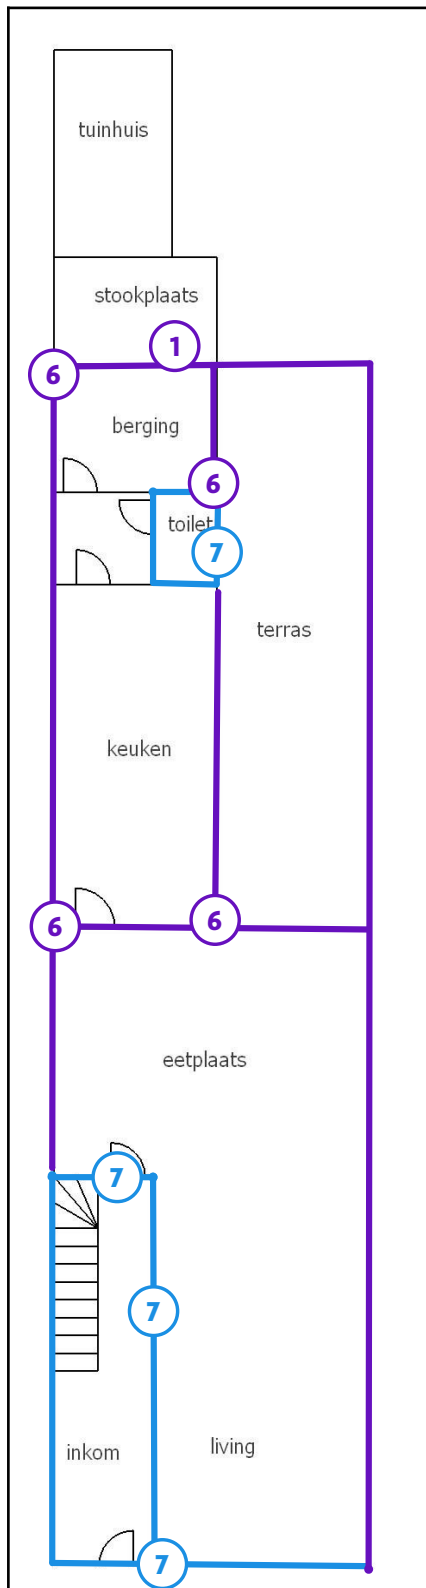 tuinhuis
stookplaats
1
6
berging
6
toilet
7
terras
keuken
6
6
eetplaats
7
7
living
inkom
7